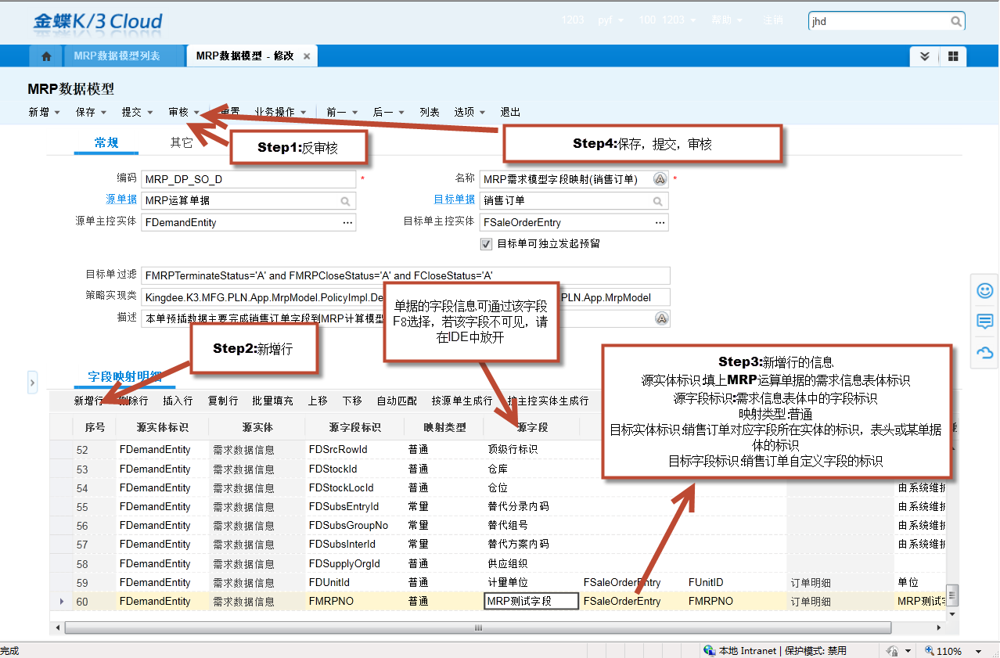 金蝶K/3 Cloud
1203 pyf 100 1203 帮助 注销
jhd
MRP数据模型列表
MRP数据模型 - 修改 ×
MRP数据模型
新增 保存 提交 审核 重置 业务操作 前一 后一 列表 选项 退出
Step1:反审核
Step4:保存，提交，审核
常规 其它
编码 MRP_DP_SO_D *
名称 MRP需求模型字段映射(销售订单) *
源单据 MRP运算单据
目标单据 销售订单
源单主控实体 FDemandEntity ...
目标单主控实体 FSaleOrderEntry ...
目标单可独立发起预留
目标单过滤 FMRPTerminateStatus='A' and FMRPCloseStatus='A' and FCloseStatus='A'
策略实现类 Kingdee.K3.MFG.PLN.App.MrpModel.PolicyImpl.De PLN.App.MrpModel
描述 本单预插数据主要完成销售订单字段到MRP计算模型
单据的字段信息可通过该字段
F8选择，若该字段不可见，请
在IDE中放开
Step2:新增行
Step3:新增行的信息
源实体标识:填上MRP运算单据的需求信息表体标识
源字段标识:需求信息表体中的字段标识
映射类型:普通
目标实体标识:销售订单对应字段所在实体的标识，表头或某单据
体的标识
目标字段标识:销售订单自定义字段的标识
字段映射明细
新增行 删除行 插入行 复制行 批量填充 上移 下移 自动匹配 按源单生成行 按主控实体生成行
序号 源实体标识 源实体 源字段标识 映射类型 源字段
52 FDemandEntity 需求数据信息 FDSrcRowId 普通 顶级行标识
53 FDemandEntity 需求数据信息 FDStockId 普通 仓库
54 FDemandEntity 需求数据信息 FDStockLocId 普通 仓位 由系统维护
55 FDemandEntity 需求数据信息 FDSubsEntryId 常量 替代分录内码 由系统维护
56 FDemandEntity 需求数据信息 FDSubsGroupNo 常量 替代组号 由系统维护
57 FDemandEntity 需求数据信息 FDSubsInterId 常量 替代方案内码 由系统维护
58 FDemandEntity 需求数据信息 FDSupplyOrgId 普通 供应组织
59 FDemandEntity 需求数据信息 FDUnitId 普通 计量单位 FSaleOrderEntry FUnitID 订单明细 单位
60 FDemandEntity 需求数据信息 FMRPNO 普通 MRP测试字段 FSaleOrderEntry FMRPNO 订单明细 MRP测试
完成
本地 Intranet | 保护模式: 禁用
110%